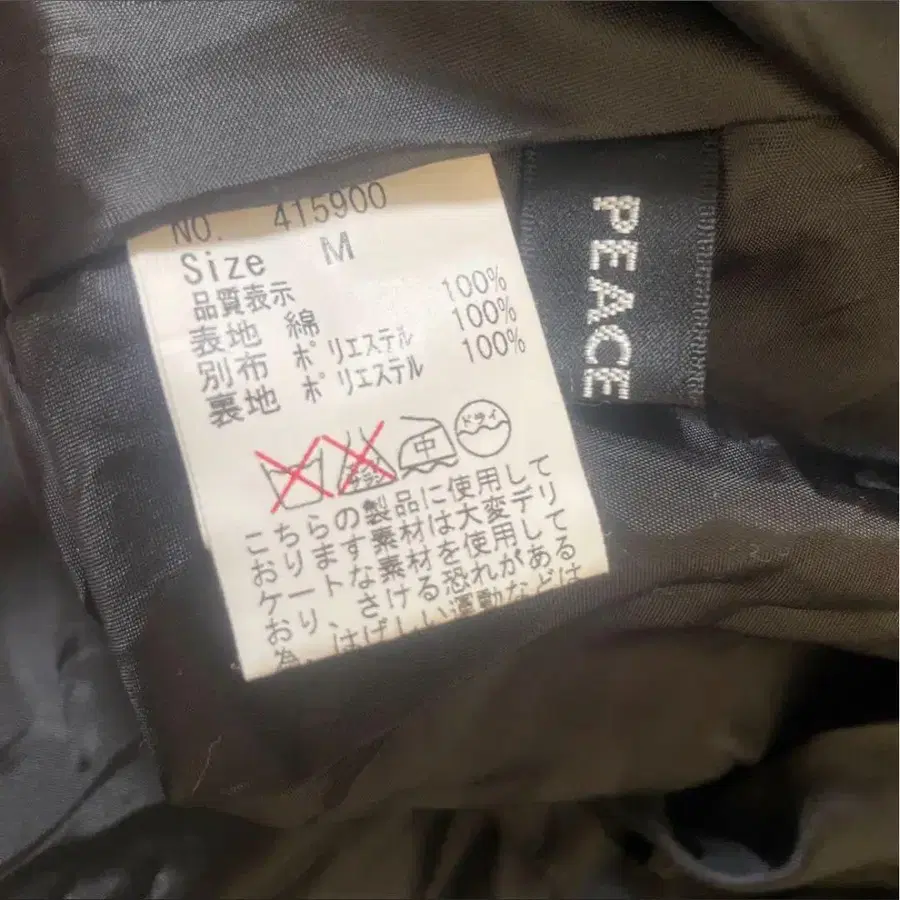 NO. 415900
Size M
品質表示
表地 綿 100%
別布 ポリエステル 100%
裏地 ポリエステル 100%
サラシ
中
ドライ
こちらの製品に使用して
おります素材は大変デリ
ケートな素材を使用して
おり、さける恐れがある
為、はげしい運動などは
PEACE